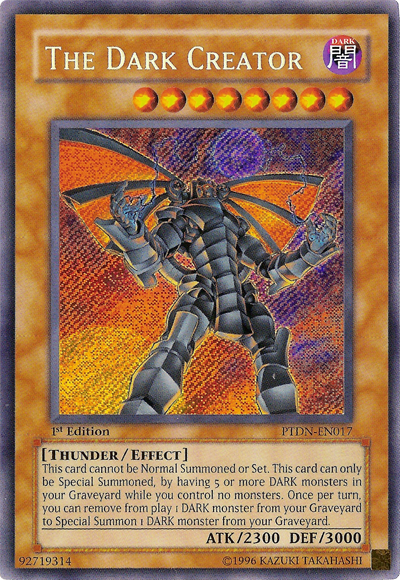 THE DARK CREATOR
DARK
闇
1st Edition
PTDN-EN017
[THUNDER / EFFECT]
This card cannot be Normal Summoned or Set. This card can only
be Special Summoned, by having 5 or more DARK monsters in
your Graveyard while you control no monsters. Once per turn,
you can remove from play 1 DARK monster from your Graveyard
to Special Summon 1 DARK monster from your Graveyard.
ATK/2300 DEF/3000
92719314
©1996 KAZUKI TAKAHASHI